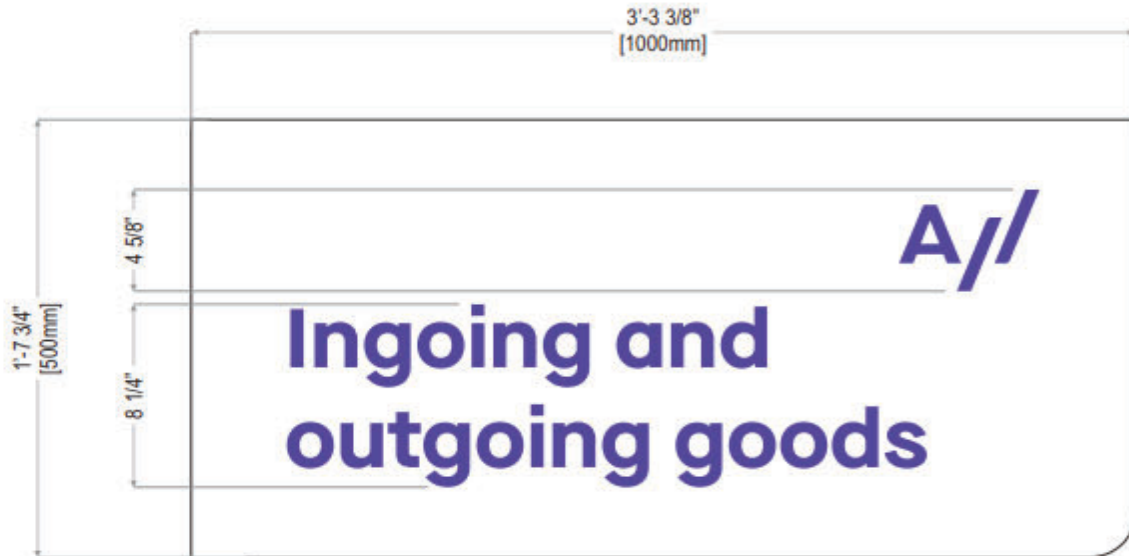 3'-3 3/8"
[1000mm]
A//
4 5/8"
1'-7 3/4"
[500mm]
8 1/4"
Ingoing and
outgoing goods